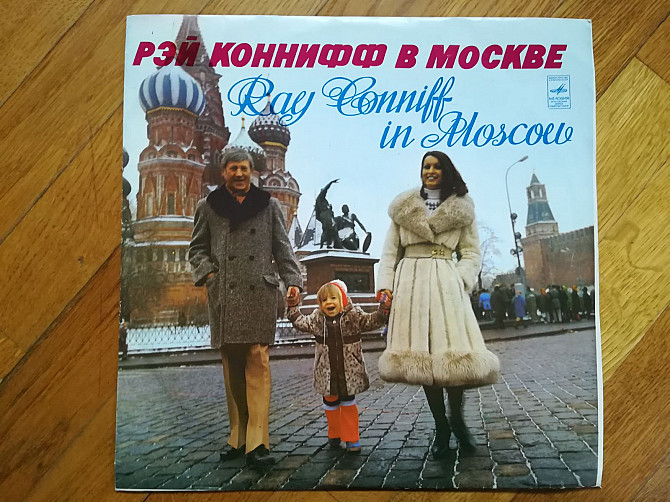 РЭЙ КОННИФФ В МОСКВЕ
Ray Conniff
in Moscow